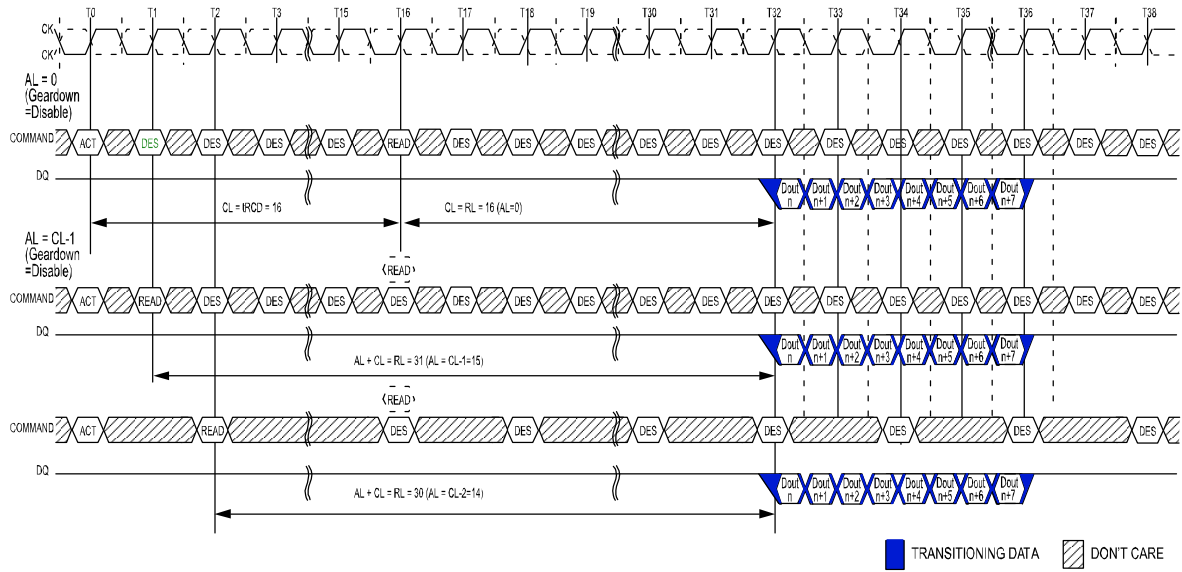 T0 T1 T2 T3 T15 T16 T17 T18 T19 T30 T31 T32 T33 T34 T35 T36 T37 T38
CK
CK'
AL = 0
(Geardown
=Disable)
COMMAND ACT DES DES DES DES READ DES DES DES DES DES DES DES DES DES DES DES DES
DQ
Dout n Dout n+1 Dout n+2 Dout n+3 Dout n+4 Dout n+5 Dout n+6 Dout n+7
CL = tRCD = 16
CL = RL = 16 (AL=0)
AL = CL-1
(Geardown
=Disable)
READ
COMMAND ACT READ DES DES DES DES DES DES DES DES DES DES DES DES DES DES DES DES
DQ
Dout n Dout n+1 Dout n+2 Dout n+3 Dout n+4 Dout n+5 Dout n+6 Dout n+7
AL + CL = RL = 31 (AL = CL-1=15)
READ
COMMAND ACT READ DES DES DES DES DES DES DES
DQ
Dout n Dout n+1 Dout n+2 Dout n+3 Dout n+4 Dout n+5 Dout n+6 Dout n+7
AL + CL = RL = 30 (AL = CL-2=14)
TRANSITIONING DATA
DON'T CARE